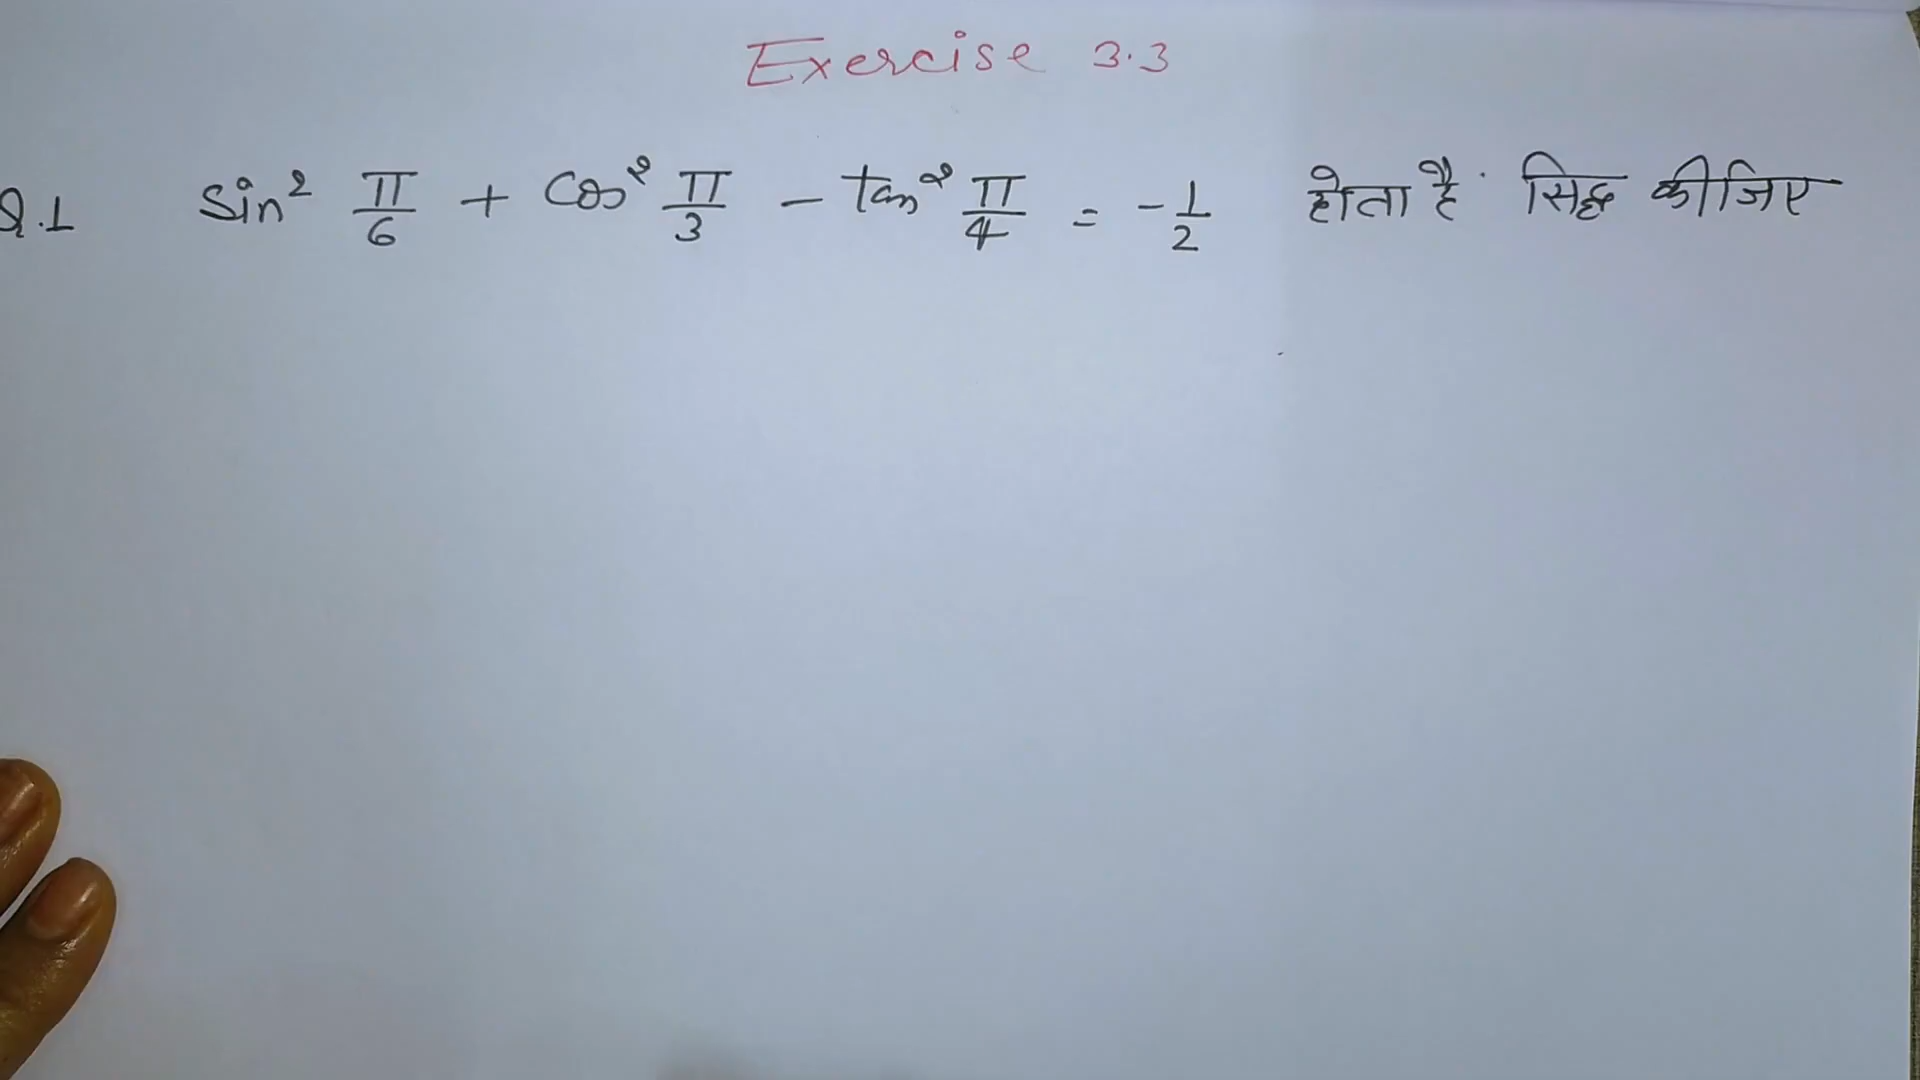 Exercise 3.3
Q.1 sin² π/6 + cos² π/3 - tan² π/4 = -1/2 होता है. सिद्ध कीजिए